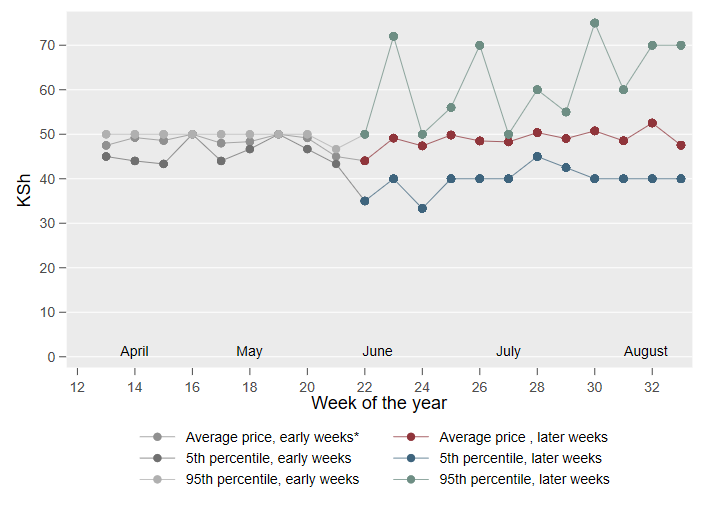 70
60
50
40
30
20
10
0
KSh
April May June July August
12 14 16 18 20 22 24 26 28 30 32
Week of the year
Average price, early weeks* Average price , later weeks
5th percentile, early weeks 5th percentile, later weeks
95th percentile, early weeks 95th percentile, later weeks